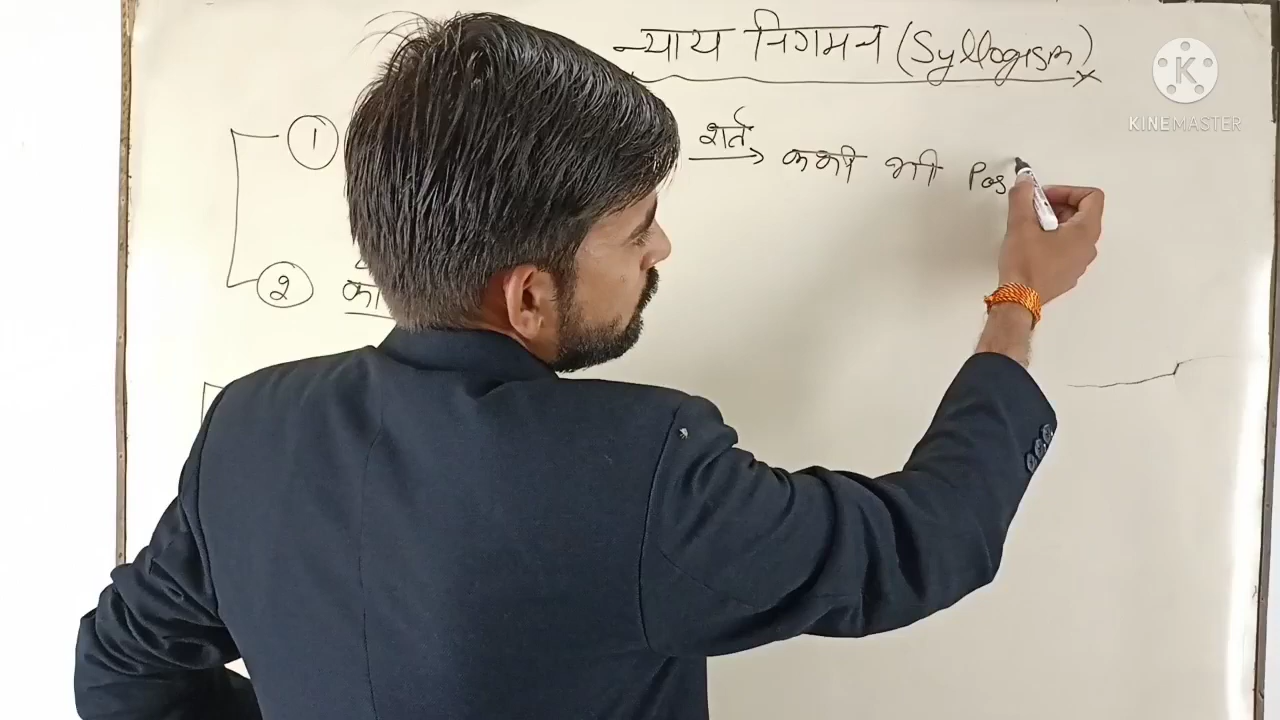 न्याय निगमन (Syllogism)
K
KINEMASTER
1
शर्त
कभी भी Pos
2
को